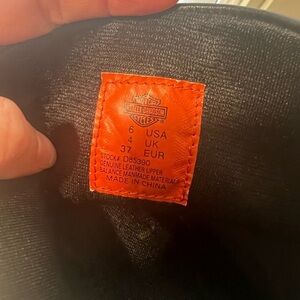 6 USA
4 UK
37 EUR
STOCK# D85390
GENUINE LEATHER UPPER
BALANCE MANMADE MATERIALS
MADE IN CHINA